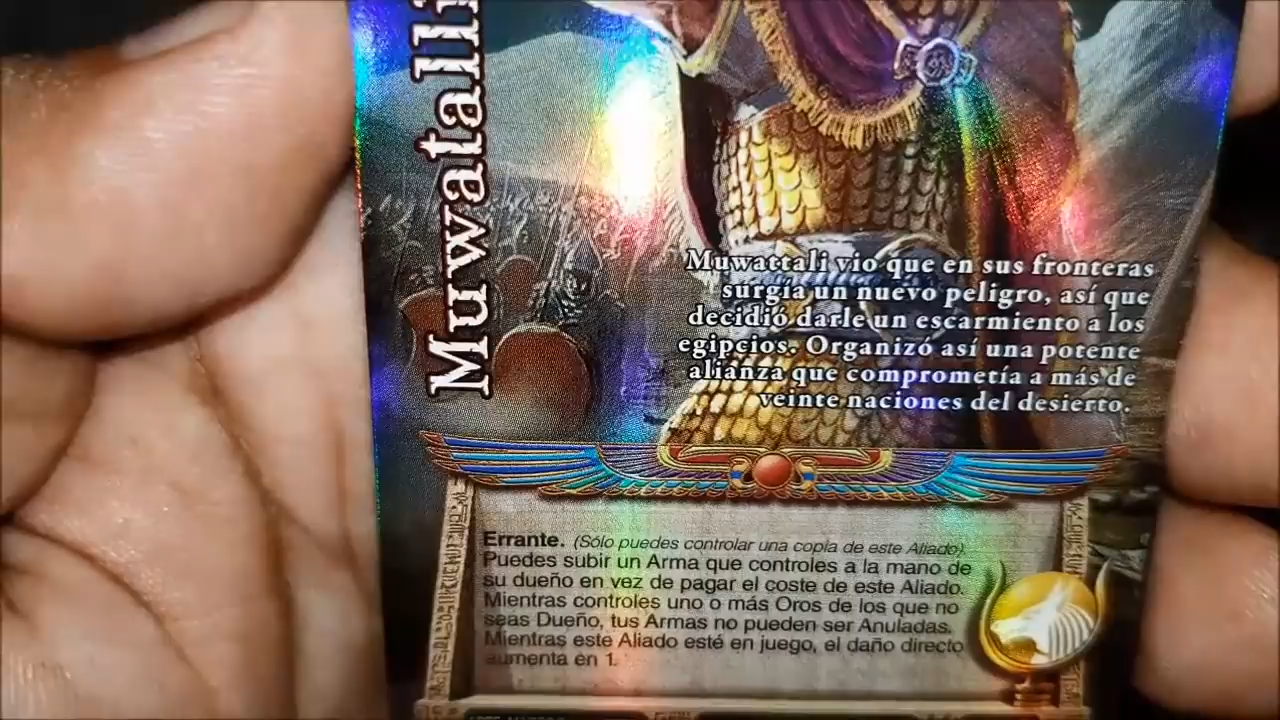 Muwatalli
Muwattali vio que en sus fronteras
surgía un nuevo peligro, así que
decidió darle un escarmiento a los
egipcios. Organizó así una potente
alianza que comprometía a más de
veinte naciones del desierto.
Errante. (Sólo puedes controlar una copia de este Aliado).
Puedes subir un Arma que controles a la mano de
su dueño en vez de pagar el coste de este Aliado.
Mientras controles uno o más Oros de los que no
seas Dueño, tus Armas no pueden ser Anuladas.
Mientras este Aliado esté en juego, el daño directo
aumenta en 1.